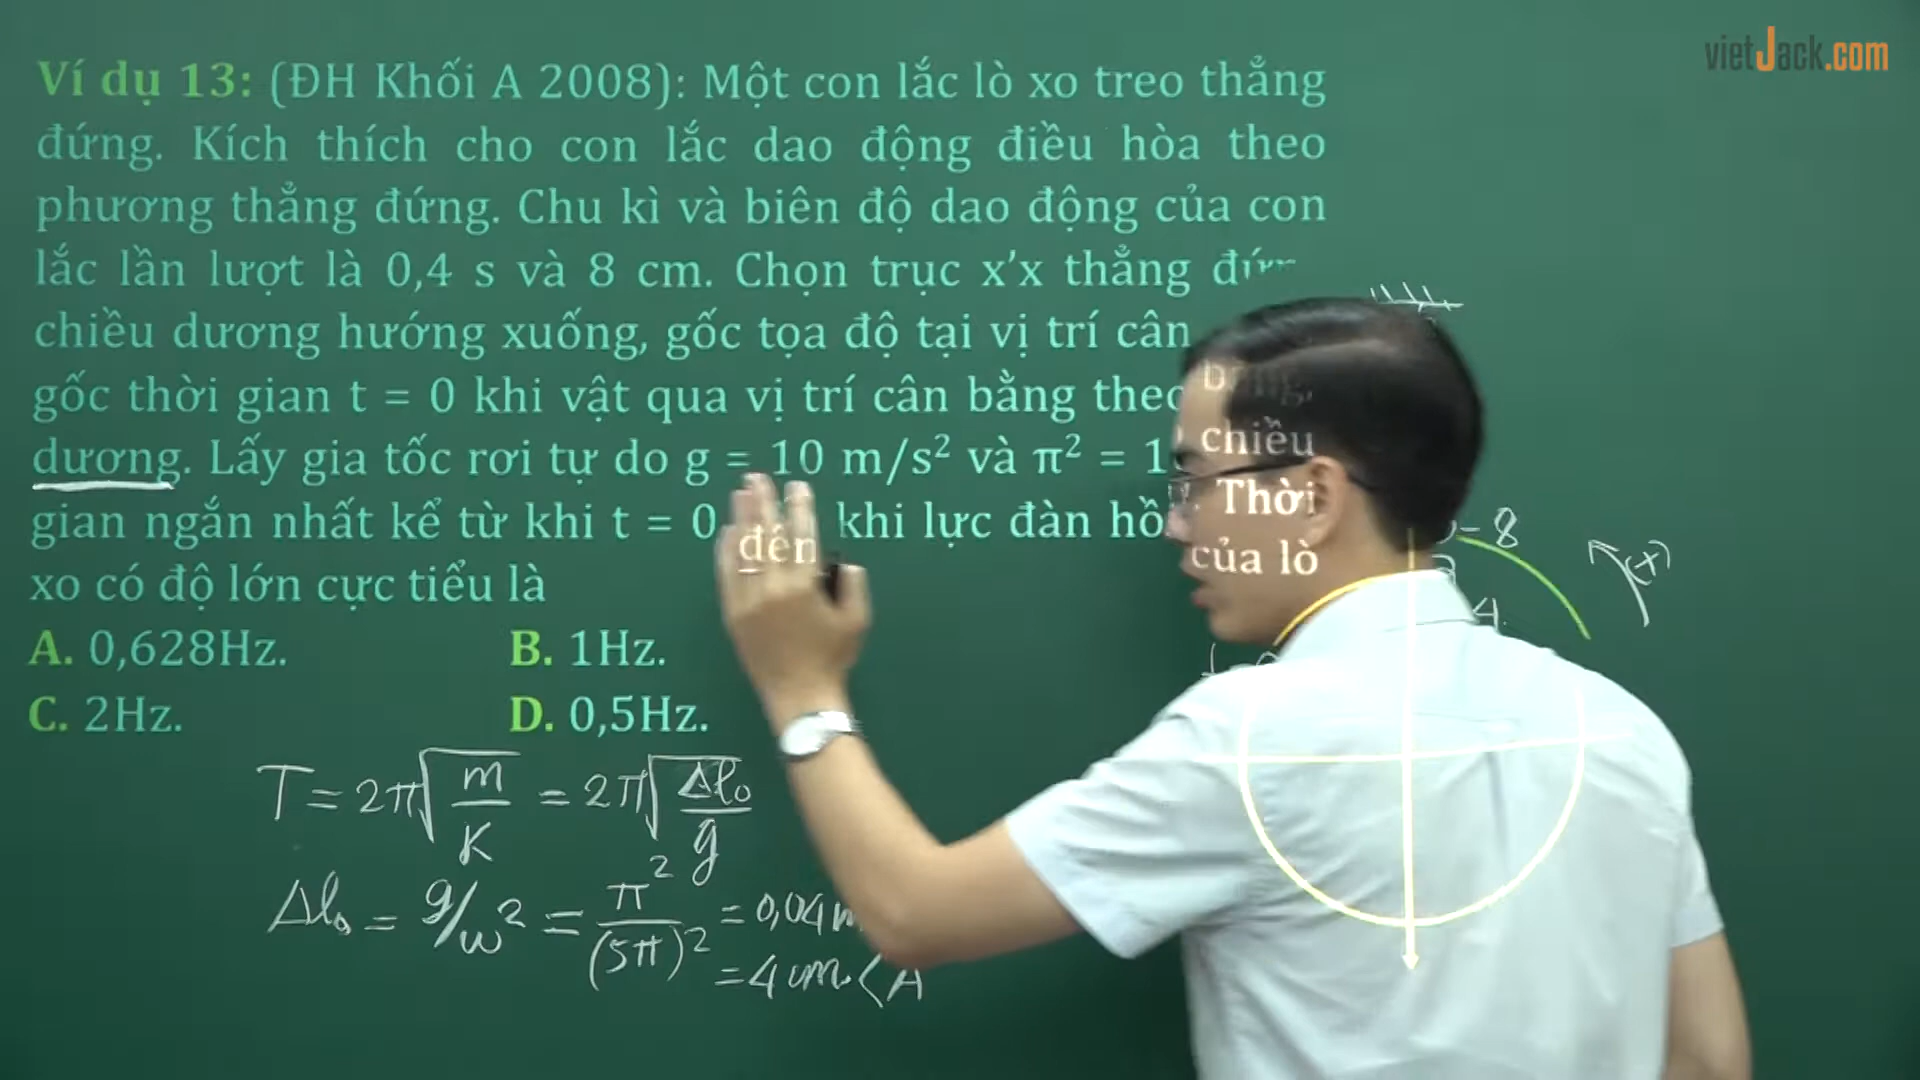 vietJack.com
Ví dụ 13: (ĐH Khối A 2008): Một con lắc lò xo treo thẳng
đứng. Kích thích cho con lắc dao động điều hòa theo
phương thẳng đứng. Chu kì và biên độ dao động của con
lắc lần lượt là 0,4 s và 8 cm. Chọn trục x’x thẳng đứng
chiều dương hướng xuống, gốc tọa độ tại vị trí cân bằng,
gốc thời gian t = 0 khi vật qua vị trí cân bằng theo chiều
dương. Lấy gia tốc rơi tự do g = 10 m/s² và π² = 1 Thời
gian ngắn nhất kể từ khi t = 0 đến khi lực đàn hồi của lò
xo có độ lớn cực tiểu là
A. 0,628Hz. B. 1Hz.
C. 2Hz. D. 0,5Hz.
T = 2π√(m/K) = 2π√(Δl₀/g)
Δl₀ = g/ω² = π²/(5π)² = 0,04m
= 4cm < A
-8
(+)
4